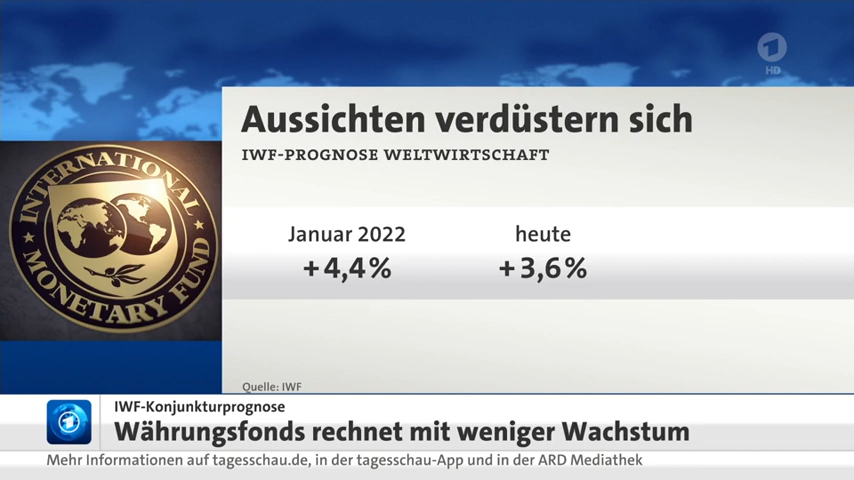 1
HD
Aussichten verdüstern sich
IWF-PROGNOSE WELTWIRTSCHAFT
INTERNATIONAL
MONETARY FUND
Januar 2022 heute
+4,4% +3,6%
Quelle: IWF
1
IWF-Konjunkturprognose
Währungsfonds rechnet mit weniger Wachstum
Mehr Informationen auf tagesschau.de, in der tagesschau-App und in der ARD Mediathek